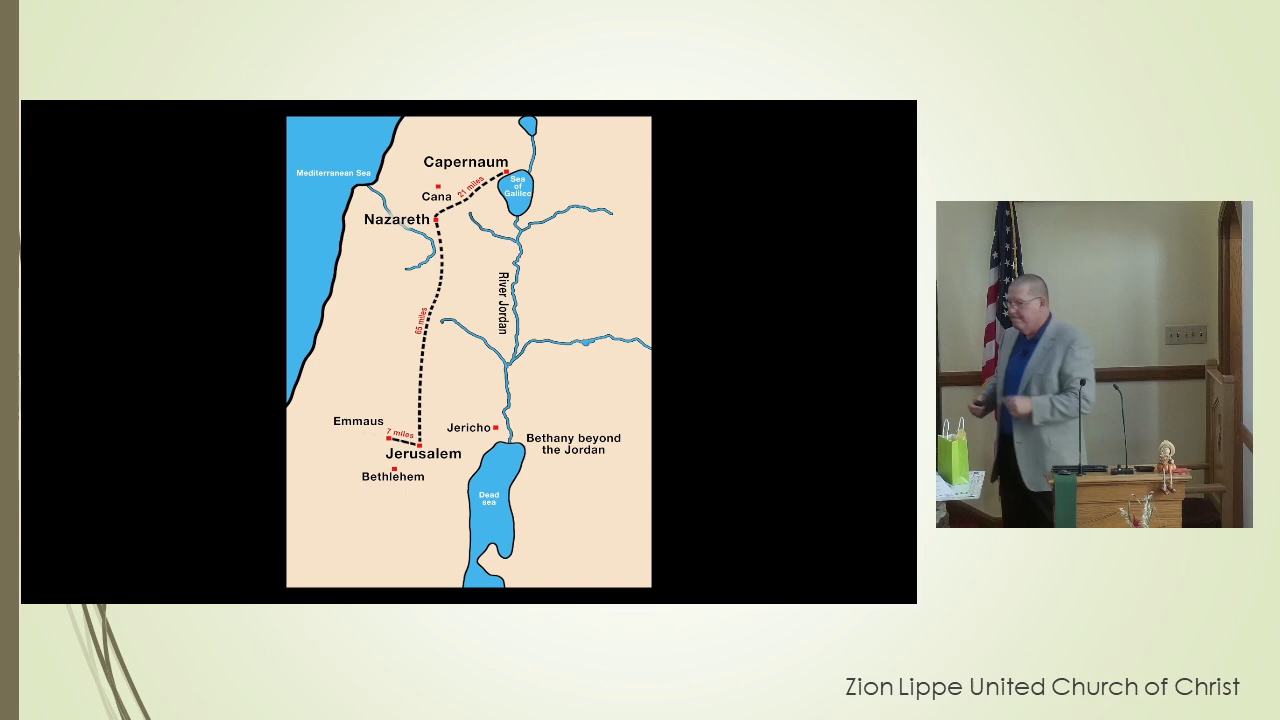 Mediterranean Sea
Capernaum
Cana
21 miles
Sea
of
Galilee
Nazareth
River Jordan
65 miles
Emmaus
7 miles
Jerusalem
Jericho
Bethany beyond
the Jordan
Bethlehem
Dead
sea
Zion Lippe United Church of Christ